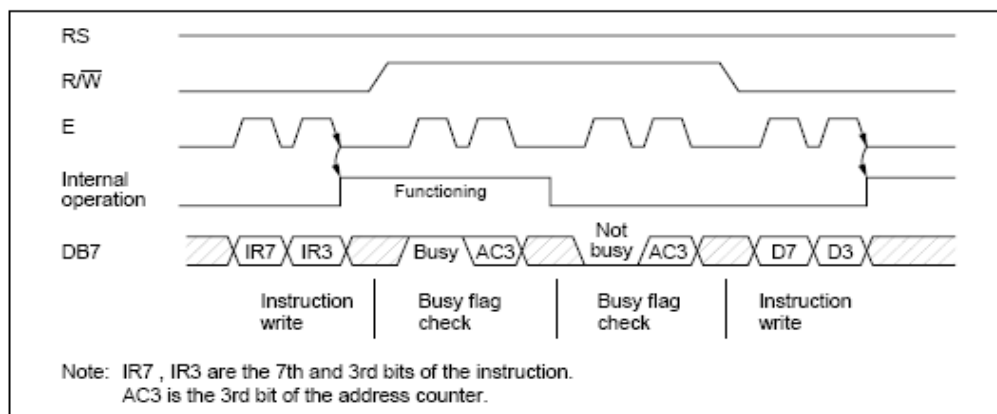 RS
R/W̅
E
Internal
operation
Functioning
DB7
IR7 IR3 Busy AC3 Not
busy AC3 D7 D3
Instruction
write
Busy flag
check
Busy flag
check
Instruction
write
Note: IR7 , IR3 are the 7th and 3rd bits of the instruction.
AC3 is the 3rd bit of the address counter.